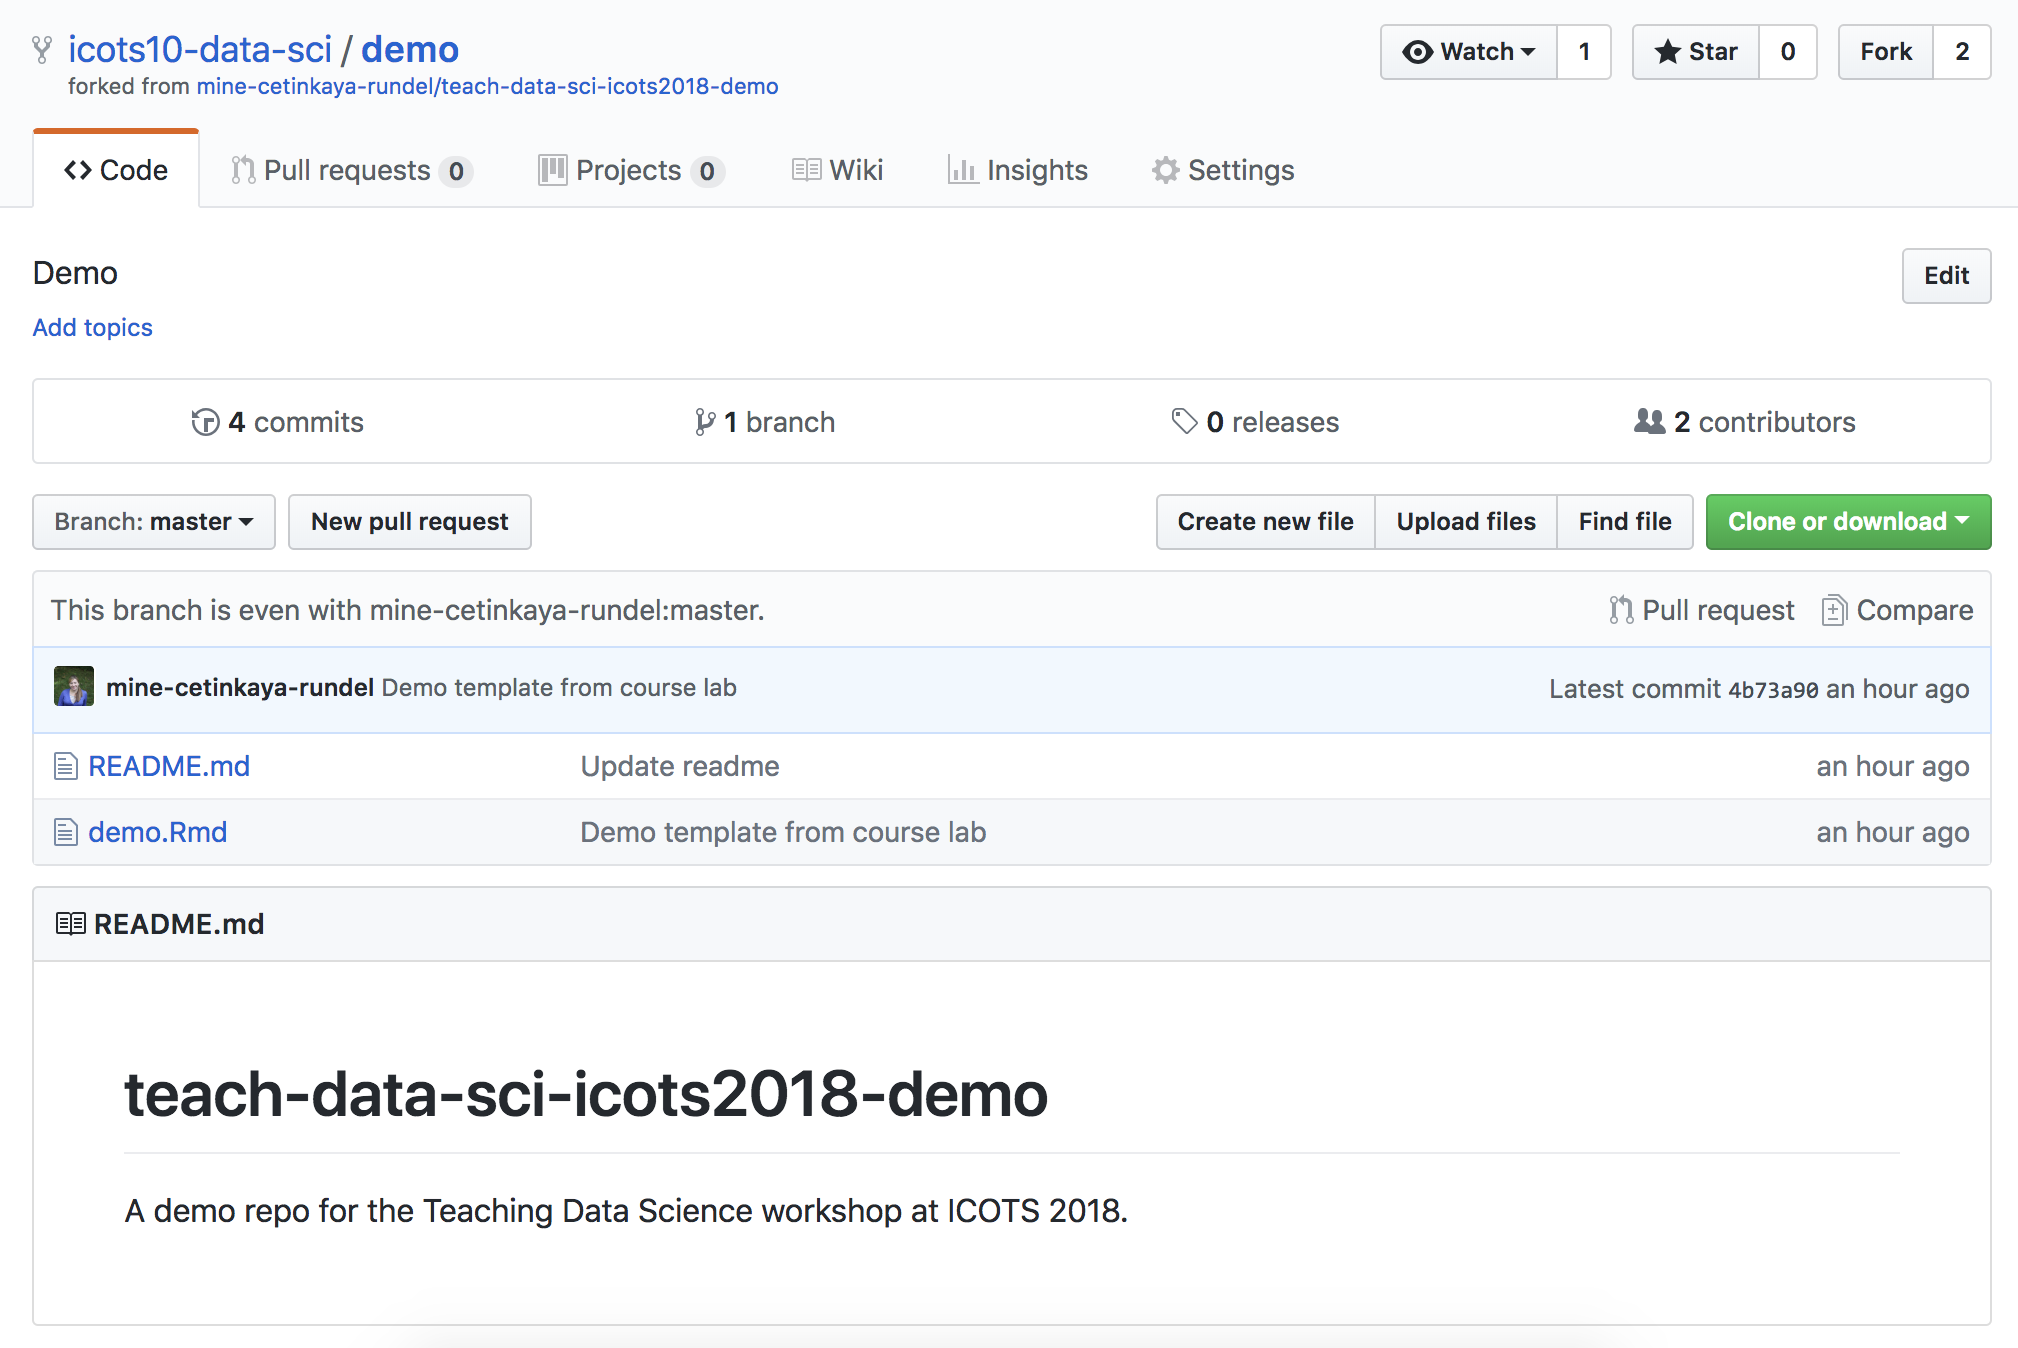 icots10-data-sci / demo
Watch 1 Star 0 Fork 2
forked from mine-cetinkaya-rundel/teach-data-sci-icots2018-demo
Code Pull requests 0 Projects 0 Wiki Insights Settings
Demo
Edit
Add topics
4 commits 1 branch 0 releases 2 contributors
Branch: master New pull request Create new file Upload files Find file Clone or download
This branch is even with mine-cetinkaya-rundel:master. Pull request Compare
mine-cetinkaya-rundel Demo template from course lab Latest commit 4b73a90 an hour ago
README.md Update readme an hour ago
demo.Rmd Demo template from course lab an hour ago
README.md
teach-data-sci-icots2018-demo
A demo repo for the Teaching Data Science workshop at ICOTS 2018.